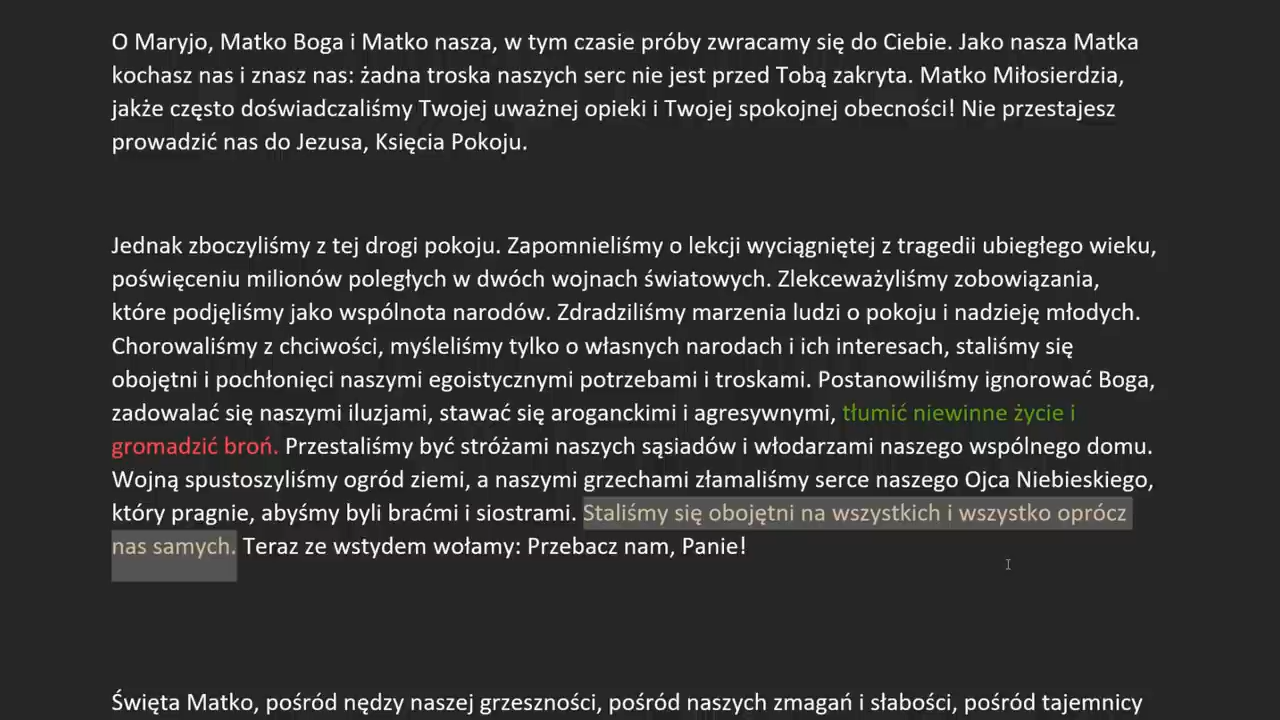 O Maryjo, Matko Boga i Matko nasza, w tym czasie próby zwracamy się do Ciebie. Jako nasza Matka
kochasz nas i znasz nas: żadna troska naszych serc nie jest przed Tobą zakryta. Matko Miłosierdzia,
jakże często doświadczaliśmy Twojej uważnej opieki i Twojej spokojnej obecności! Nie przestajesz
prowadzić nas do Jezusa, Księcia Pokoju.
Jednak zboczyliśmy z tej drogi pokoju. Zapomnieliśmy o lekcji wyciągniętej z tragedii ubiegłego wieku,
poświęceniu milionów poległych w dwóch wojnach światowych. Zlekceważyliśmy zobowiązania,
które podjęliśmy jako wspólnota narodów. Zdradziliśmy marzenia ludzi o pokoju i nadzieję młodych.
Chorowaliśmy z chciwości, myśleliśmy tylko o własnych narodach i ich interesach, staliśmy się
obojętni i pochłonięci naszymi egoistycznymi potrzebami i troskami. Postanowiliśmy ignorować Boga,
zadowalać się naszymi iluzjami, stawać się aroganckimi i agresywnymi, tłumić niewinne życie i
gromadzić broń. Przestaliśmy być stróżami naszych sąsiadów i włodarzami naszego wspólnego domu.
Wojną spustoszyliśmy ogród ziemi, a naszymi grzechami złamaliśmy serce naszego Ojca Niebieskiego,
który pragnie, abyśmy byli braćmi i siostrami. Staliśmy się obojętni na wszystkich i wszystko oprócz
nas samych. Teraz ze wstydem wołamy: Przebacz nam, Panie!
Święta Matko, pośród nędzy naszej grzeszności, pośród naszych zmagań i słabości, pośród tajemnicy